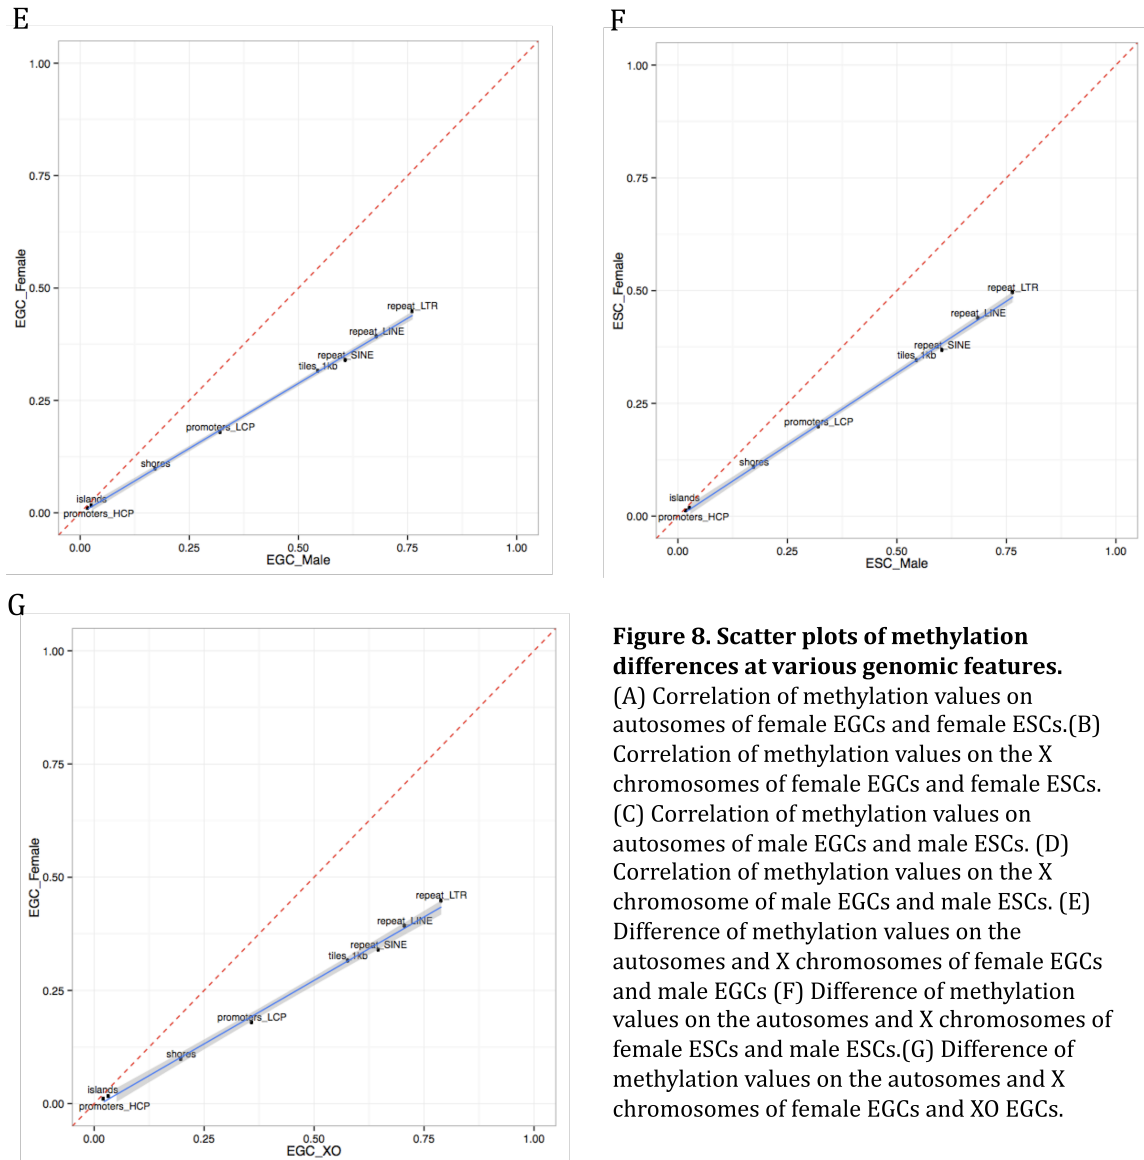 E
1.00
0.75
0.50
0.25
0.00
EGC_Female
repeat_LTR
repeat_LINE
repeat_SINE
tiles_1kb
promoters_LCP
shores
islands
promoters_HCP
0.00 0.25 0.50 0.75 1.00
EGC_Male
F
1.00
0.75
0.50
0.25
0.00
ESC_Female
repeat_LTR
repeat_LINE
repeat_SINE
tiles_1kb
promoters_LCP
shores
islands
promoters_HCP
0.00 0.25 0.50 0.75 1.00
ESC_Male
G
1.00
0.75
0.50
0.25
0.00
EGC_Female
repeat_LTR
repeat_LINE
repeat_SINE
tiles_1kb
promoters_LCP
shores
islands
promoters_HCP
0.00 0.25 0.50 0.75 1.00
EGC_XO
Figure 8. Scatter plots of methylation
differences at various genomic features.
(A) Correlation of methylation values on
autosomes of female EGCs and female ESCs.(B)
Correlation of methylation values on the X
chromosomes of female EGCs and female ESCs.
(C) Correlation of methylation values on
autosomes of male EGCs and male ESCs. (D)
Correlation of methylation values on the X
chromosome of male EGCs and male ESCs. (E)
Difference of methylation values on the
autosomes and X chromosomes of female EGCs
and male EGCs (F) Difference of methylation
values on the autosomes and X chromosomes of
female ESCs and male ESCs.(G) Difference of
methylation values on the autosomes and X
chromosomes of female EGCs and XO EGCs.